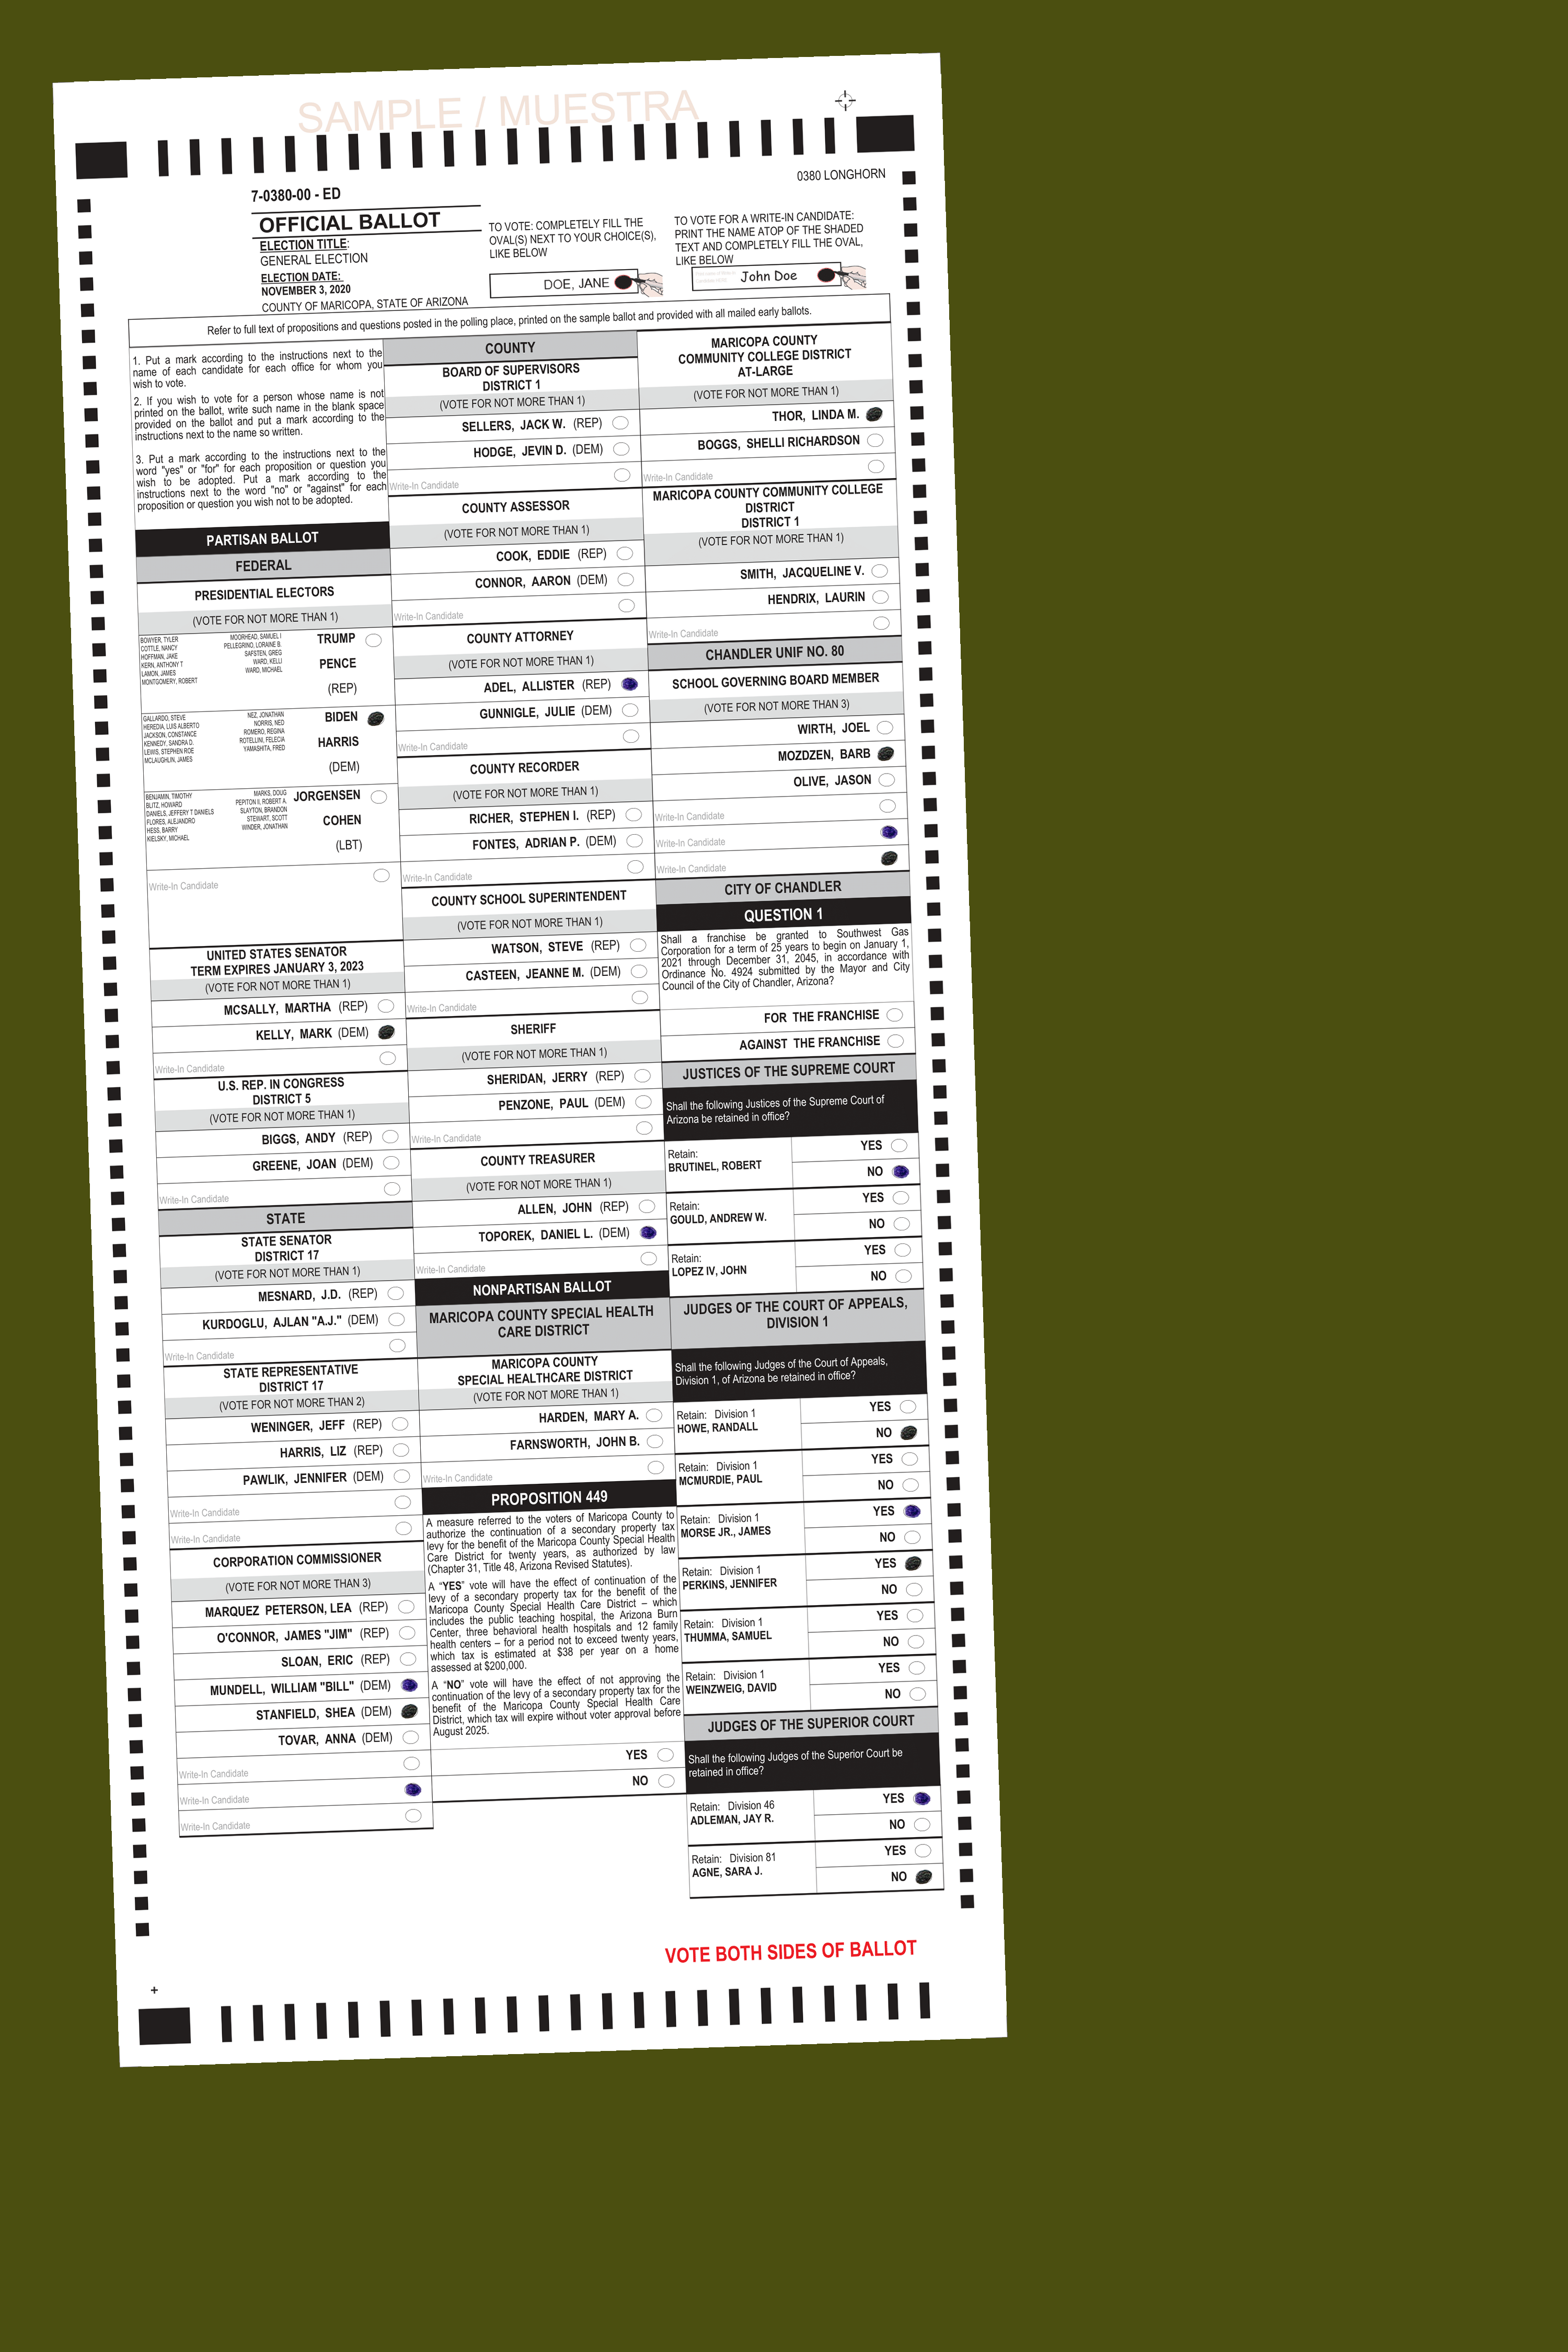 SAMPLE / MUESTRA
0380 LONGHORN
7-0380-00 - ED
OFFICIAL BALLOT
ELECTION TITLE:
GENERAL ELECTION
ELECTION DATE:
NOVEMBER 3, 2020
COUNTY OF MARICOPA, STATE OF ARIZONA
TO VOTE: COMPLETELY FILL THE
OVAL(S) NEXT TO YOUR CHOICE(S),
LIKE BELOW
DOE, JANE
TO VOTE FOR A WRITE-IN CANDIDATE:
PRINT THE NAME ATOP OF THE SHADED
TEXT AND COMPLETELY FILL THE OVAL,
LIKE BELOW
John Doe
Refer to full text of propositions and questions posted in the polling place, printed on the sample ballot and provided with all mailed early ballots.
1. Put a mark according to the instructions next to the
name of each candidate for each office for whom you
wish to vote.
2. If you wish to vote for a person whose name is not
printed on the ballot, write such name in the blank space
provided on the ballot and put a mark according to the
instructions next to the name so written.
3. Put a mark according to the instructions next to the
word "yes" or "for" for each proposition or question you
wish to be adopted. Put a mark according to the
instructions next to the word "no" or "against" for each
proposition or question you wish not to be adopted.
PARTISAN BALLOT
FEDERAL
PRESIDENTIAL ELECTORS
(VOTE FOR NOT MORE THAN 1)
BOWYER, TYLER
COTTLE, NANCY
HOFFMAN, JAKE
KERN, ANTHONY T
LAMON, JAMES
MONTGOMERY, ROBERT
MOORHEAD, SAMUEL I
PELLEGRINO, LORAINE B.
SAFSTEN, GREG
WARD, KELLI
WARD, MICHAEL
TRUMP
PENCE
(REP)
GALLARDO, STEVE
HEREDIA, LUIS ALBERTO
JACKSON, CONSTANCE
KENNEDY, SANDRA D.
LEWIS, STEPHEN ROE
MCLAUGHLIN, JAMES
NEZ, JONATHAN
NORRIS, NED
ROMERO, REGINA
ROTELLINI, FELECIA
YAMASHITA, FRED
BIDEN
HARRIS
(DEM)
BENJAMIN, TIMOTHY
BLITZ, HOWARD
DANIELS, JEFFERY T DANIELS
FLORES, ALEJANDRO
HESS, BARRY
KIELSKY, MICHAEL
MARKS, DOUG
PEPITON II, ROBERT A.
SLAYTON, BRANDON
STEWART, SCOTT
WINDER, JONATHAN
JORGENSEN
COHEN
(LBT)
Write-In Candidate
UNITED STATES SENATOR
TERM EXPIRES JANUARY 3, 2023
(VOTE FOR NOT MORE THAN 1)
MCSALLY, MARTHA (REP)
KELLY, MARK (DEM)
Write-In Candidate
U.S. REP. IN CONGRESS
DISTRICT 5
(VOTE FOR NOT MORE THAN 1)
BIGGS, ANDY (REP)
GREENE, JOAN (DEM)
Write-In Candidate
STATE
STATE SENATOR
DISTRICT 17
(VOTE FOR NOT MORE THAN 1)
MESNARD, J.D. (REP)
KURDOGLU, AJLAN "A.J." (DEM)
Write-In Candidate
STATE REPRESENTATIVE
DISTRICT 17
(VOTE FOR NOT MORE THAN 2)
WENINGER, JEFF (REP)
HARRIS, LIZ (REP)
PAWLIK, JENNIFER (DEM)
Write-In Candidate
Write-In Candidate
CORPORATION COMMISSIONER
(VOTE FOR NOT MORE THAN 3)
MARQUEZ PETERSON, LEA (REP)
O'CONNOR, JAMES "JIM" (REP)
SLOAN, ERIC (REP)
MUNDELL, WILLIAM "BILL" (DEM)
STANFIELD, SHEA (DEM)
TOVAR, ANNA (DEM)
Write-In Candidate
Write-In Candidate
Write-In Candidate
COUNTY
BOARD OF SUPERVISORS
DISTRICT 1
(VOTE FOR NOT MORE THAN 1)
SELLERS, JACK W. (REP)
HODGE, JEVIN D. (DEM)
Write-In Candidate
COUNTY ASSESSOR
(VOTE FOR NOT MORE THAN 1)
COOK, EDDIE (REP)
CONNOR, AARON (DEM)
Write-In Candidate
COUNTY ATTORNEY
(VOTE FOR NOT MORE THAN 1)
ADEL, ALLISTER (REP)
GUNNIGLE, JULIE (DEM)
Write-In Candidate
COUNTY RECORDER
(VOTE FOR NOT MORE THAN 1)
RICHER, STEPHEN I. (REP)
FONTES, ADRIAN P. (DEM)
Write-In Candidate
COUNTY SCHOOL SUPERINTENDENT
(VOTE FOR NOT MORE THAN 1)
WATSON, STEVE (REP)
CASTEEN, JEANNE M. (DEM)
Write-In Candidate
SHERIFF
(VOTE FOR NOT MORE THAN 1)
SHERIDAN, JERRY (REP)
PENZONE, PAUL (DEM)
Write-In Candidate
COUNTY TREASURER
(VOTE FOR NOT MORE THAN 1)
ALLEN, JOHN (REP)
TOPOREK, DANIEL L. (DEM)
Write-In Candidate
NONPARTISAN BALLOT
MARICOPA COUNTY SPECIAL HEALTH
CARE DISTRICT
MARICOPA COUNTY
SPECIAL HEALTHCARE DISTRICT
(VOTE FOR NOT MORE THAN 1)
HARDEN, MARY A.
FARNSWORTH, JOHN B.
Write-In Candidate
PROPOSITION 449
A measure referred to the voters of Maricopa County to
authorize the continuation of a secondary property tax
levy for the benefit of the Maricopa County Special Health
Care District for twenty years, as authorized by law
(Chapter 31, Title 48, Arizona Revised Statutes).
A “YES” vote will have the effect of continuation of the
levy of a secondary property tax for the benefit of the
Maricopa County Special Health Care District – which
includes the public teaching hospital, the Arizona Burn
Center, three behavioral health hospitals and 12 family
health centers – for a period not to exceed twenty years,
which tax is estimated at $38 per year on a home
assessed at $200,000.
A “NO” vote will have the effect of not approving the
continuation of the levy of a secondary property tax for the
benefit of the Maricopa County Special Health Care
District, which tax will expire without voter approval before
August 2025.
YES
NO
MARICOPA COUNTY
COMMUNITY COLLEGE DISTRICT
AT-LARGE
(VOTE FOR NOT MORE THAN 1)
THOR, LINDA M.
BOGGS, SHELLI RICHARDSON
Write-In Candidate
MARICOPA COUNTY COMMUNITY COLLEGE
DISTRICT
DISTRICT 1
(VOTE FOR NOT MORE THAN 1)
SMITH, JACQUELINE V.
HENDRIX, LAURIN
Write-In Candidate
CHANDLER UNIF NO. 80
SCHOOL GOVERNING BOARD MEMBER
(VOTE FOR NOT MORE THAN 3)
WIRTH, JOEL
MOZDZEN, BARB
OLIVE, JASON
Write-In Candidate
Write-In Candidate
Write-In Candidate
CITY OF CHANDLER
QUESTION 1
Shall a franchise be granted to Southwest Gas
Corporation for a term of 25 years to begin on January 1,
2021 through December 31, 2045, in accordance with
Ordinance No. 4924 submitted by the Mayor and City
Council of the City of Chandler, Arizona?
FOR THE FRANCHISE
AGAINST THE FRANCHISE
JUSTICES OF THE SUPREME COURT
Shall the following Justices of the Supreme Court of
Arizona be retained in office?
Retain:
BRUTINEL, ROBERT
YES
NO
Retain:
GOULD, ANDREW W.
YES
NO
Retain:
LOPEZ IV, JOHN
YES
NO
JUDGES OF THE COURT OF APPEALS,
DIVISION 1
Shall the following Judges of the Court of Appeals,
Division 1, of Arizona be retained in office?
Retain: Division 1
HOWE, RANDALL
YES
NO
Retain: Division 1
MCMURDIE, PAUL
YES
NO
Retain: Division 1
MORSE JR., JAMES
YES
NO
Retain: Division 1
PERKINS, JENNIFER
YES
NO
Retain: Division 1
THUMMA, SAMUEL
YES
NO
Retain: Division 1
WEINZWEIG, DAVID
YES
NO
JUDGES OF THE SUPERIOR COURT
Shall the following Judges of the Superior Court be
retained in office?
Retain: Division 46
ADLEMAN, JAY R.
YES
NO
Retain: Division 81
AGNE, SARA J.
YES
NO
VOTE BOTH SIDES OF BALLOT